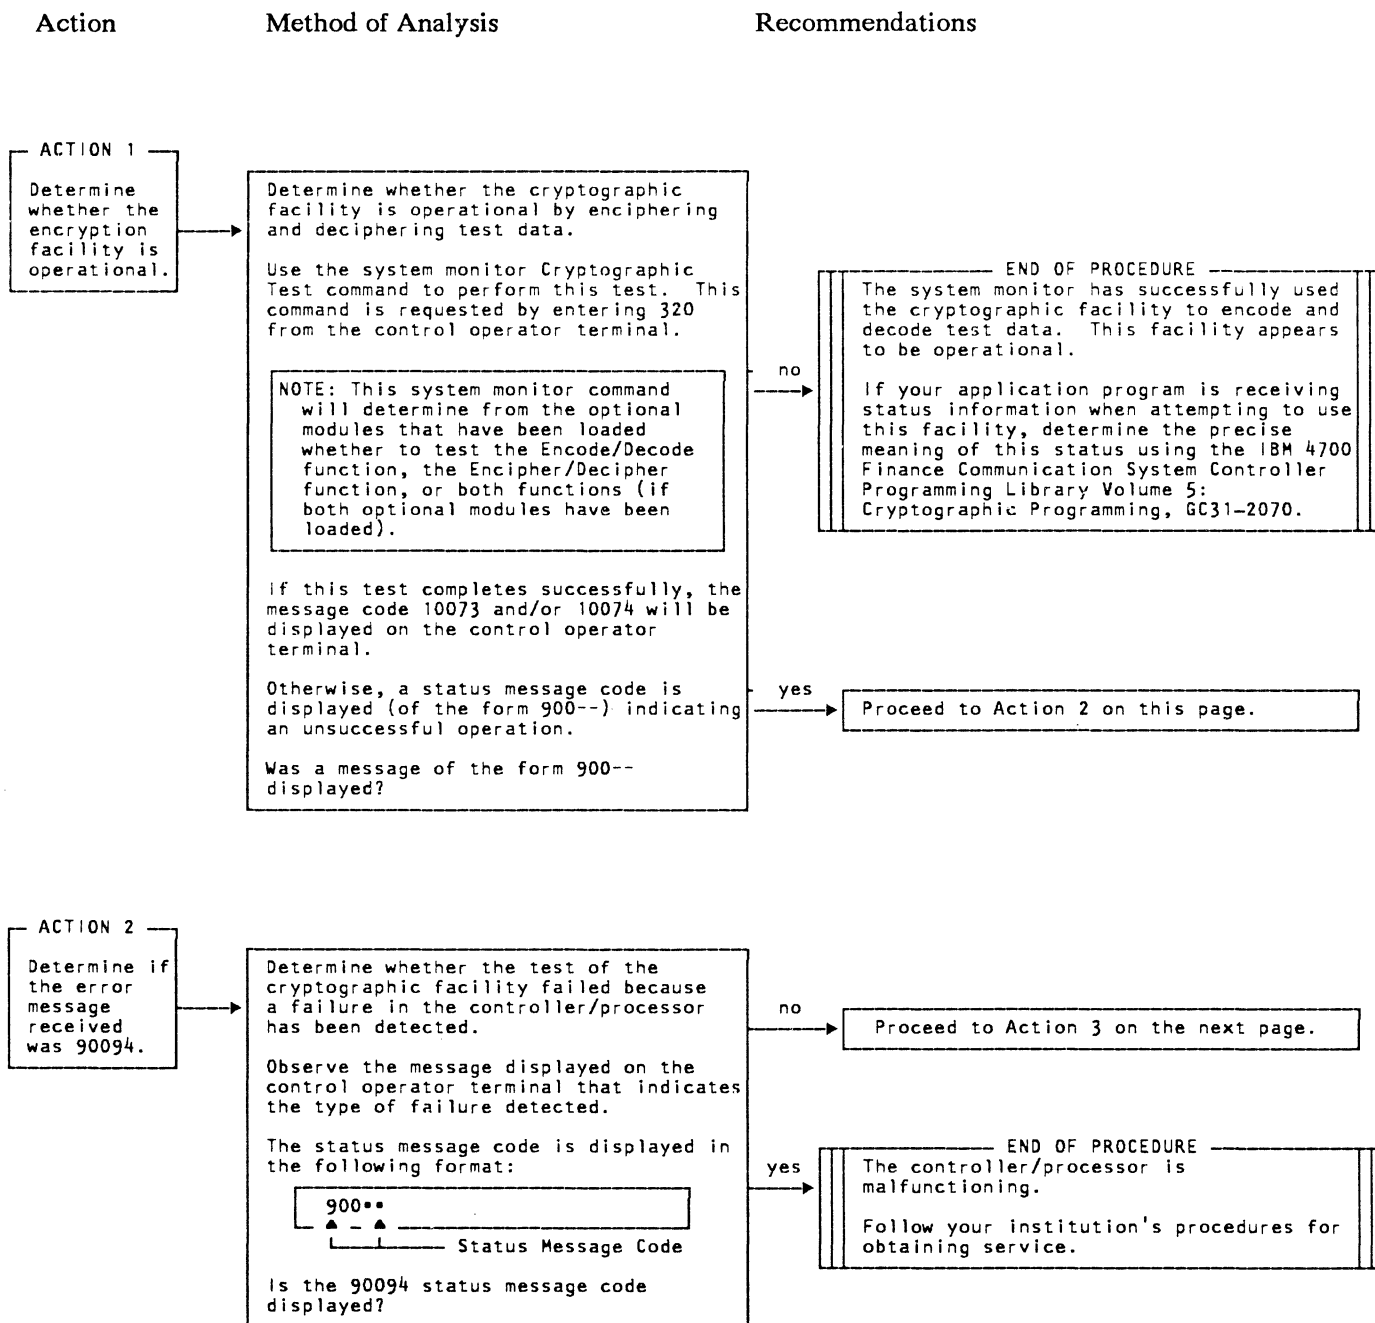 Action Method of Analysis Recommendations
ACTION 1
Determine
whether the
encryption
facility is
operational.
Determine whether the cryptographic
facility is operational by enciphering
and deciphering test data.
Use the system monitor Cryptographic
Test command to perform this test. This
command is requested by entering 320
from the control operator terminal.
NOTE: This system monitor command
will determine from the optional
modules that have been loaded
whether to test the Encode/Decode
function, the Encipher/Decipher
function, or both functions (if
both optional modules have been
loaded).
If this test completes successfully, the
message code 10073 and/or 10074 will be
displayed on the control operator
terminal.
Otherwise, a status message code is
displayed (of the form 900--) indicating
an unsuccessful operation.
Was a message of the form 900--
displayed?
no
END OF PROCEDURE
The system monitor has successfully used
the cryptographic facility to encode and
decode test data. This facility appears
to be operational.
If your application program is receiving
status information when attempting to use
this facility, determine the precise
meaning of this status using the IBM 4700
Finance Communication System Controller
Programming Library Volume 5:
Cryptographic Programming, GC31-2070.
yes
Proceed to Action 2 on this page.
ACTION 2
Determine if
the error
message
received
was 90094.
Determine whether the test of the
cryptographic facility failed because
a failure in the controller/processor
has been detected.
Observe the message displayed on the
control operator terminal that indicates
the type of failure detected.
The status message code is displayed in
the following format:
900••
Status Message Code
Is the 90094 status message code
displayed?
no
Proceed to Action 3 on the next page.
yes
END OF PROCEDURE
The controller/processor is
malfunctioning.
Follow your institution's procedures for
obtaining service.